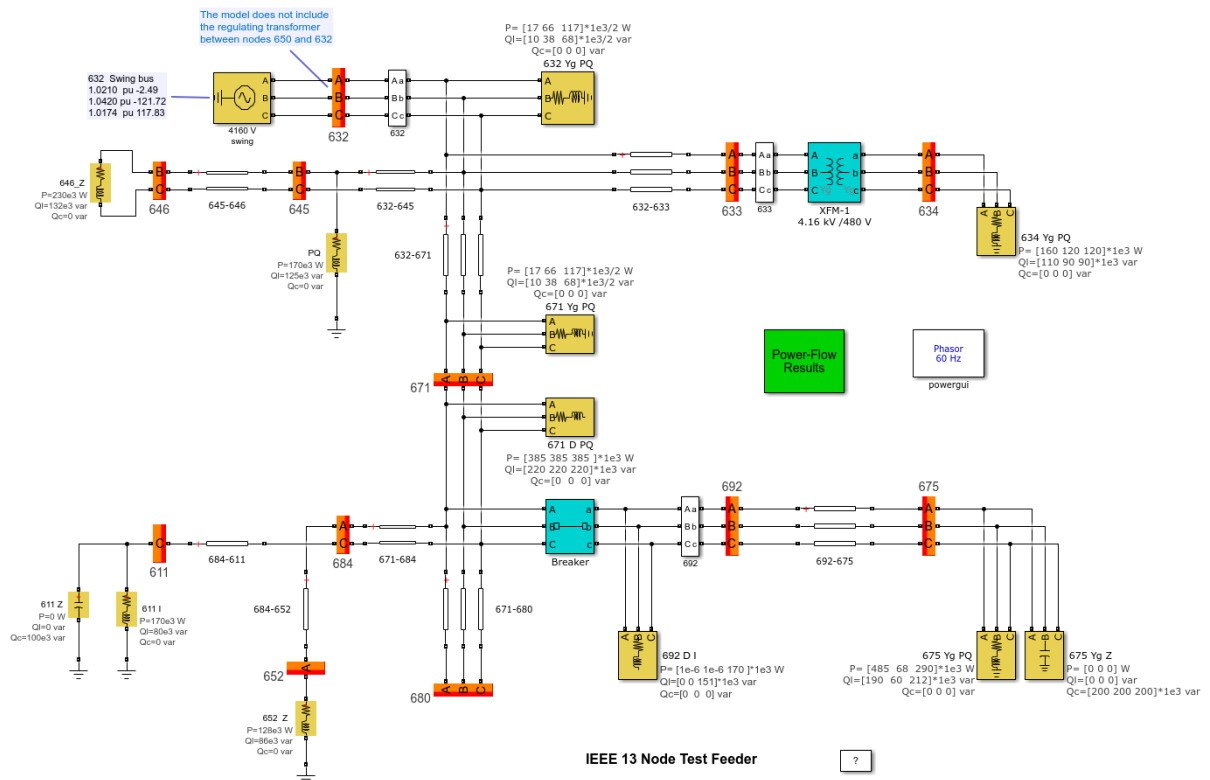 The model does not include
the regulating transformer
between nodes 650 and 632
P= [17 66  117]*1e3/2 W
Ql=[10 38  68]*1e3/2 var
Qc=[0 0 0] var
632 Yg PQ
632  Swing bus
1.0210  pu -2.49
1.0420 pu -121.72
1.0174  pu 117.83
A
B
C
4160 V
swing
A
B
C
632
Aa
Bb
Cc
632
A
B
C
646_Z
P=230e3 W
Ql=132e3 var
Qc=0 var
B
C
646
645-646
B
C
645
632-645
632-633
A
B
C
633
Aa
Bb
Cc
633
A
B
C
Yg
Yg
a
b
c
XFM-1
4.16 kV /480 V
A
B
C
634
A
B
C
634 Yg PQ
P= [160 120 120]*1e3 W
Ql=[110 90 90]*1e3 var
Qc=[0 0 0] var
PQ
P=170e3 W
Ql=125e3 var
Qc=0 var
632-671
P= [17 66  117]*1e3/2 W
Ql=[10 38  68]*1e3/2 var
Qc=[0 0 0] var
671 Yg PQ
A
B
C
Power-Flow
Results
Phasor
60 Hz
powergui
671
A
B
C
A
B
C
671 D PQ
P= [385 385 385 ]*1e3 W
Ql=[220 220 220]*1e3 var
Qc=[0  0  0] var
A
B
C
a
b
c
Breaker
Aa
Bb
Cc
692
692
A
B
C
692-675
675
A
B
C
C
611
684-611
A
C
684
671-684
611 Z
P=0 W
Ql=0 var
Qc=100e3 var
611 I
P=170e3 W
Ql=80e3 var
Qc=0 var
684-652
671-680
A
B
C
692 D I
P= [1e-6 1e-6 170 ]*1e3 W
Ql=[0 0 151]*1e3 var
Qc=[0  0  0] var
A
B
C
675 Yg PQ
P= [485  68  290]*1e3 W
Ql=[190  60  212]*1e3 var
Qc=[0 0 0] var
A
B
C
675 Yg Z
P= [0 0 0] W
Ql=[0 0 0] var
Qc=[200 200 200]*1e3 var
652
A
680
A
B
C
652  Z
P=128e3 W
Ql=86e3 var
Qc=0 var
IEEE 13 Node Test Feeder
?